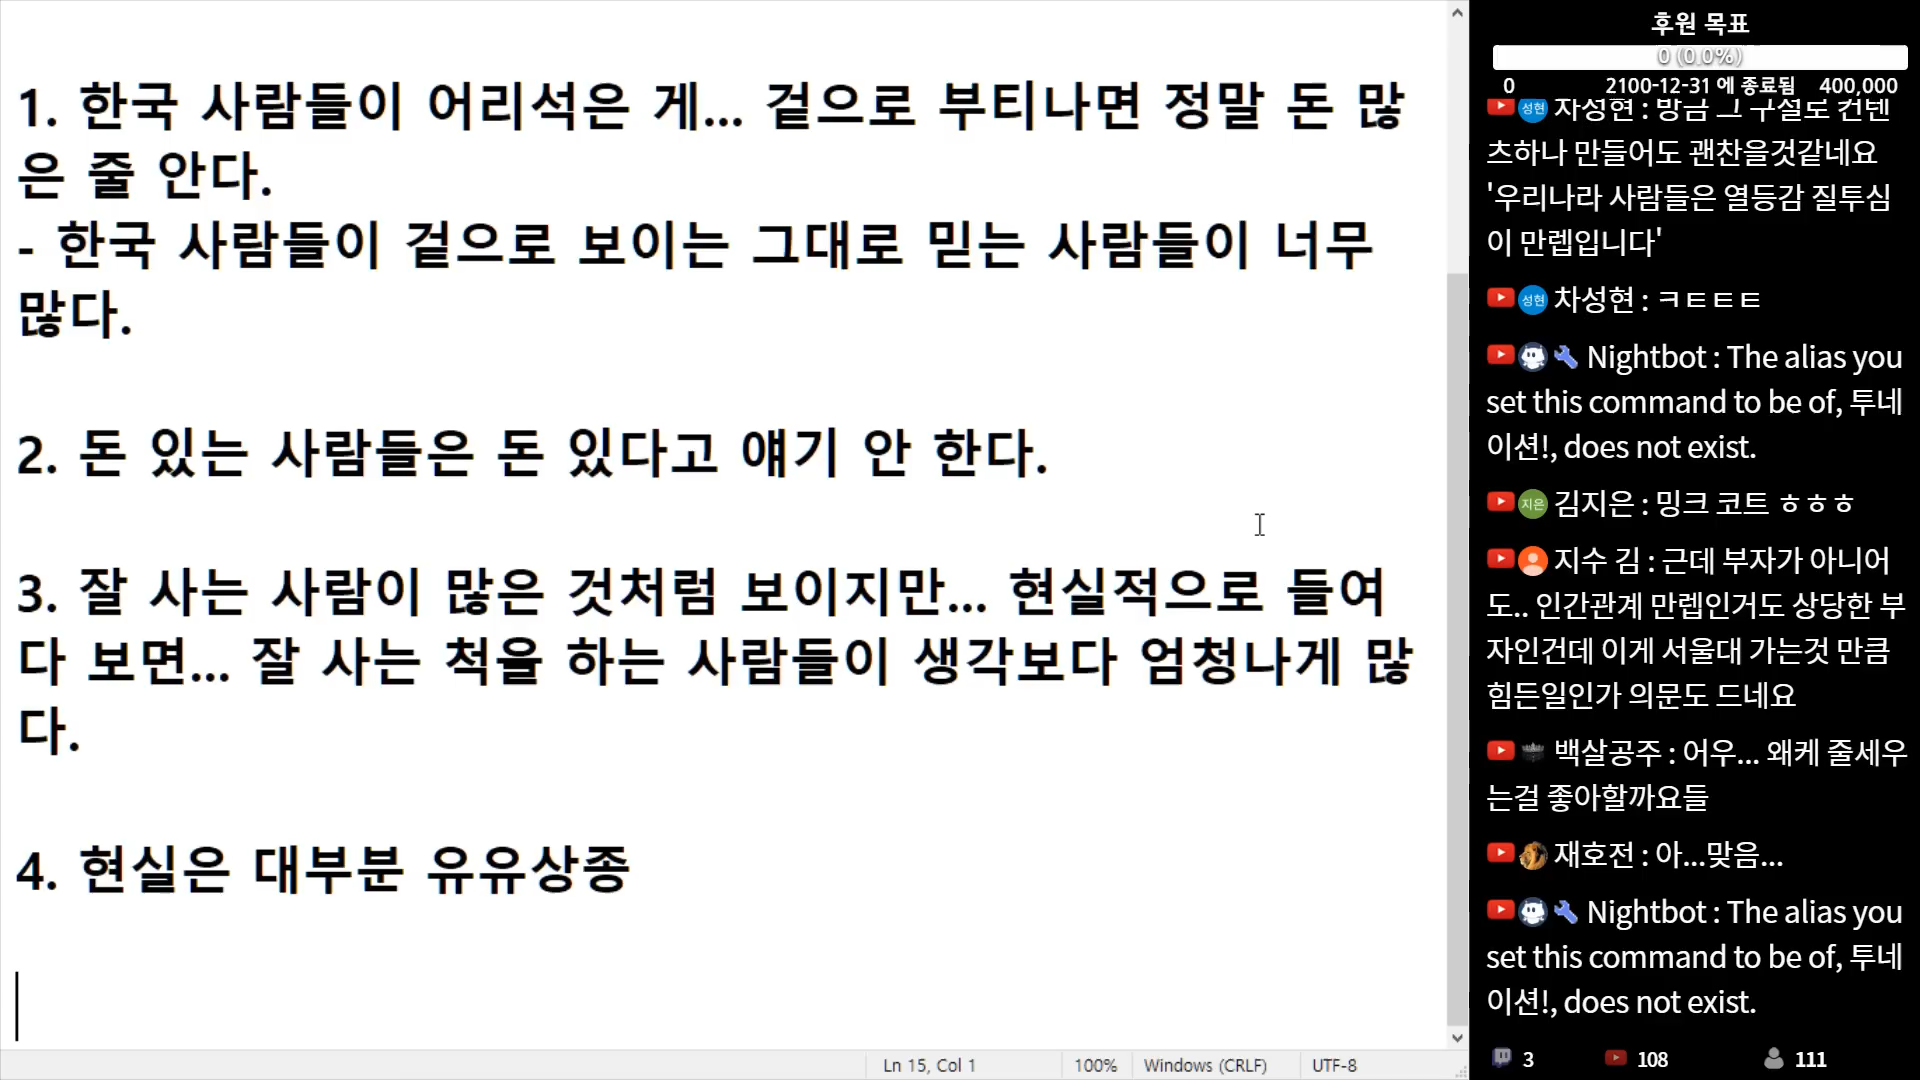 1. 한국 사람들이 어리석은 게... 겉으로 부티나면 정말 돈 많
은 줄 안다.
- 한국 사람들이 겉으로 보이는 그대로 믿는 사람들이 너무
많다.
2. 돈 있는 사람들은 돈 있다고 얘기 안 한다.
3. 잘 사는 사람이 많은 것처럼 보이지만... 현실적으로 들여
다 보면... 잘 사는 척을 하는 사람들이 생각보다 엄청나게 많
다.
4. 현실은 대부분 유유상종
Ln 15, Col 1 100% Windows (CRLF) UTF-8
후원 목표
0 (0.0%)
0 2100-12-31 에 종료됨 400,000
성현 차성현 : 방금 그 구절로 컨텐
츠하나 만들어도 괜찬을것같네요
'우리나라 사람들은 열등감 질투심
이 만렙입니다'
성현 차성현 : ㅋㅌㅌㅌ
Nightbot : The alias you
set this command to be of, 투네
이션!, does not exist.
지은 김지은 : 밍크 코트 ㅎㅎㅎ
지수 김 : 근데 부자가 아니어
도.. 인간관계 만렙인거도 상당한 부
자인건데 이게 서울대 가는것 만큼
힘든일인가 의문도 드네요
백살공주 : 어우... 왜케 줄세우
는걸 좋아할까요들
재호전 : 아...맞음...
Nightbot : The alias you
set this command to be of, 투네
이션!, does not exist.
3 108 111